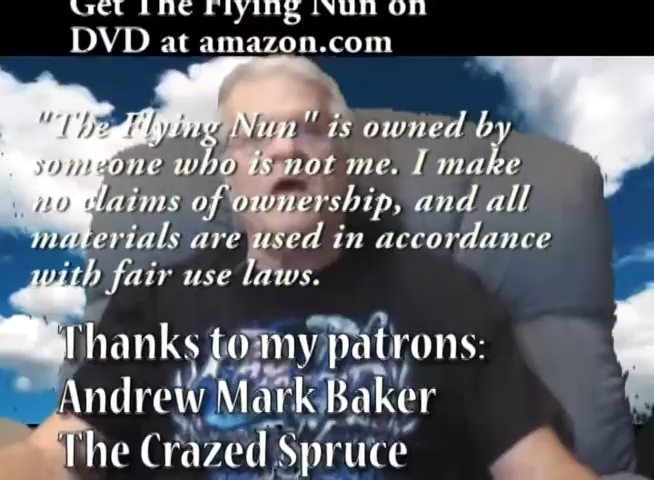 Get The Flying Nun on
DVD at amazon.com
"The Flying Nun" is owned by
someone who is not me. I make
no claims of ownership, and all
materials are used in accordance
with fair use laws.
Thanks to my patrons:
Andrew Mark Baker
The Crazed Spruce